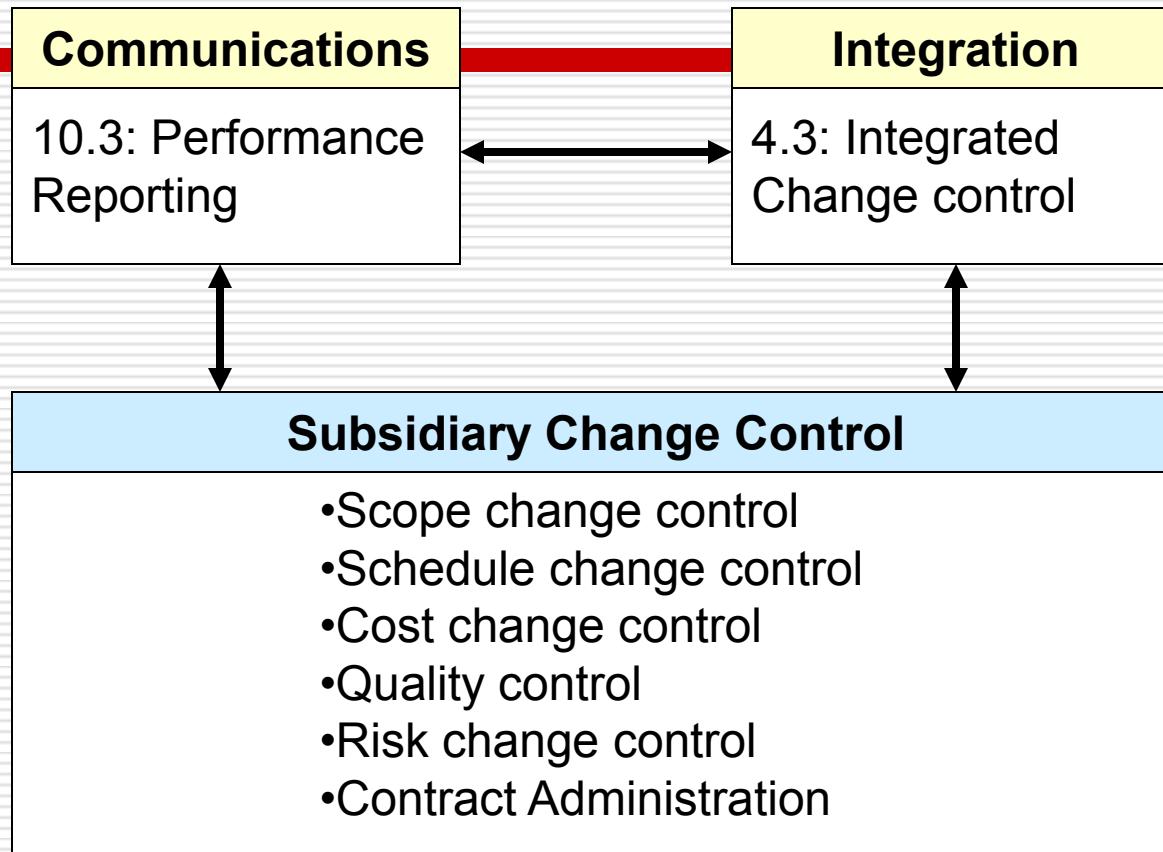 Communications
10.3: Performance
Reporting
Integration
4.3: Integrated
Change control
Subsidiary Change Control
•Scope change control
•Schedule change control
•Cost change control
•Quality control
•Risk change control
•Contract Administration